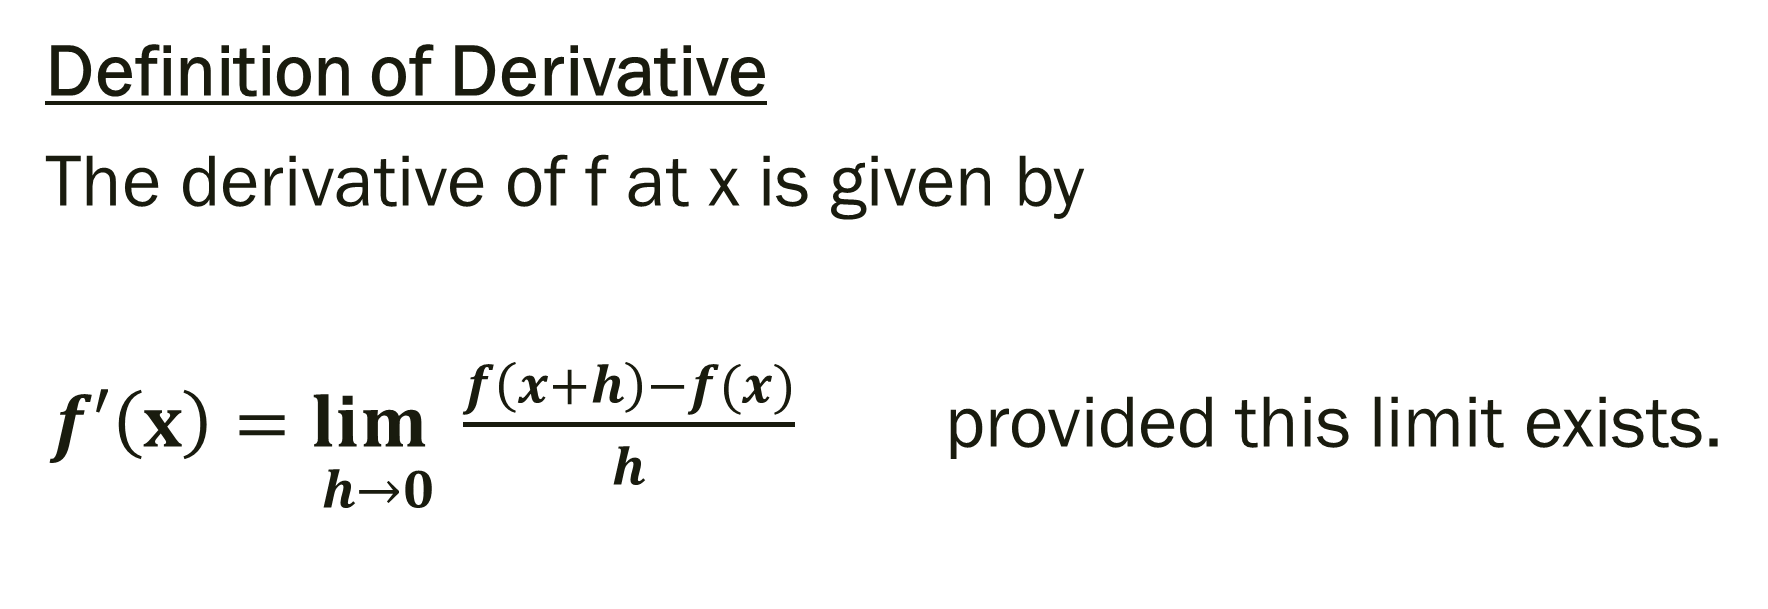 Definition of Derivative
The derivative of f at x is given by
f′(x) = lim h→0 f(x+h)−f(x) / h provided this limit exists.